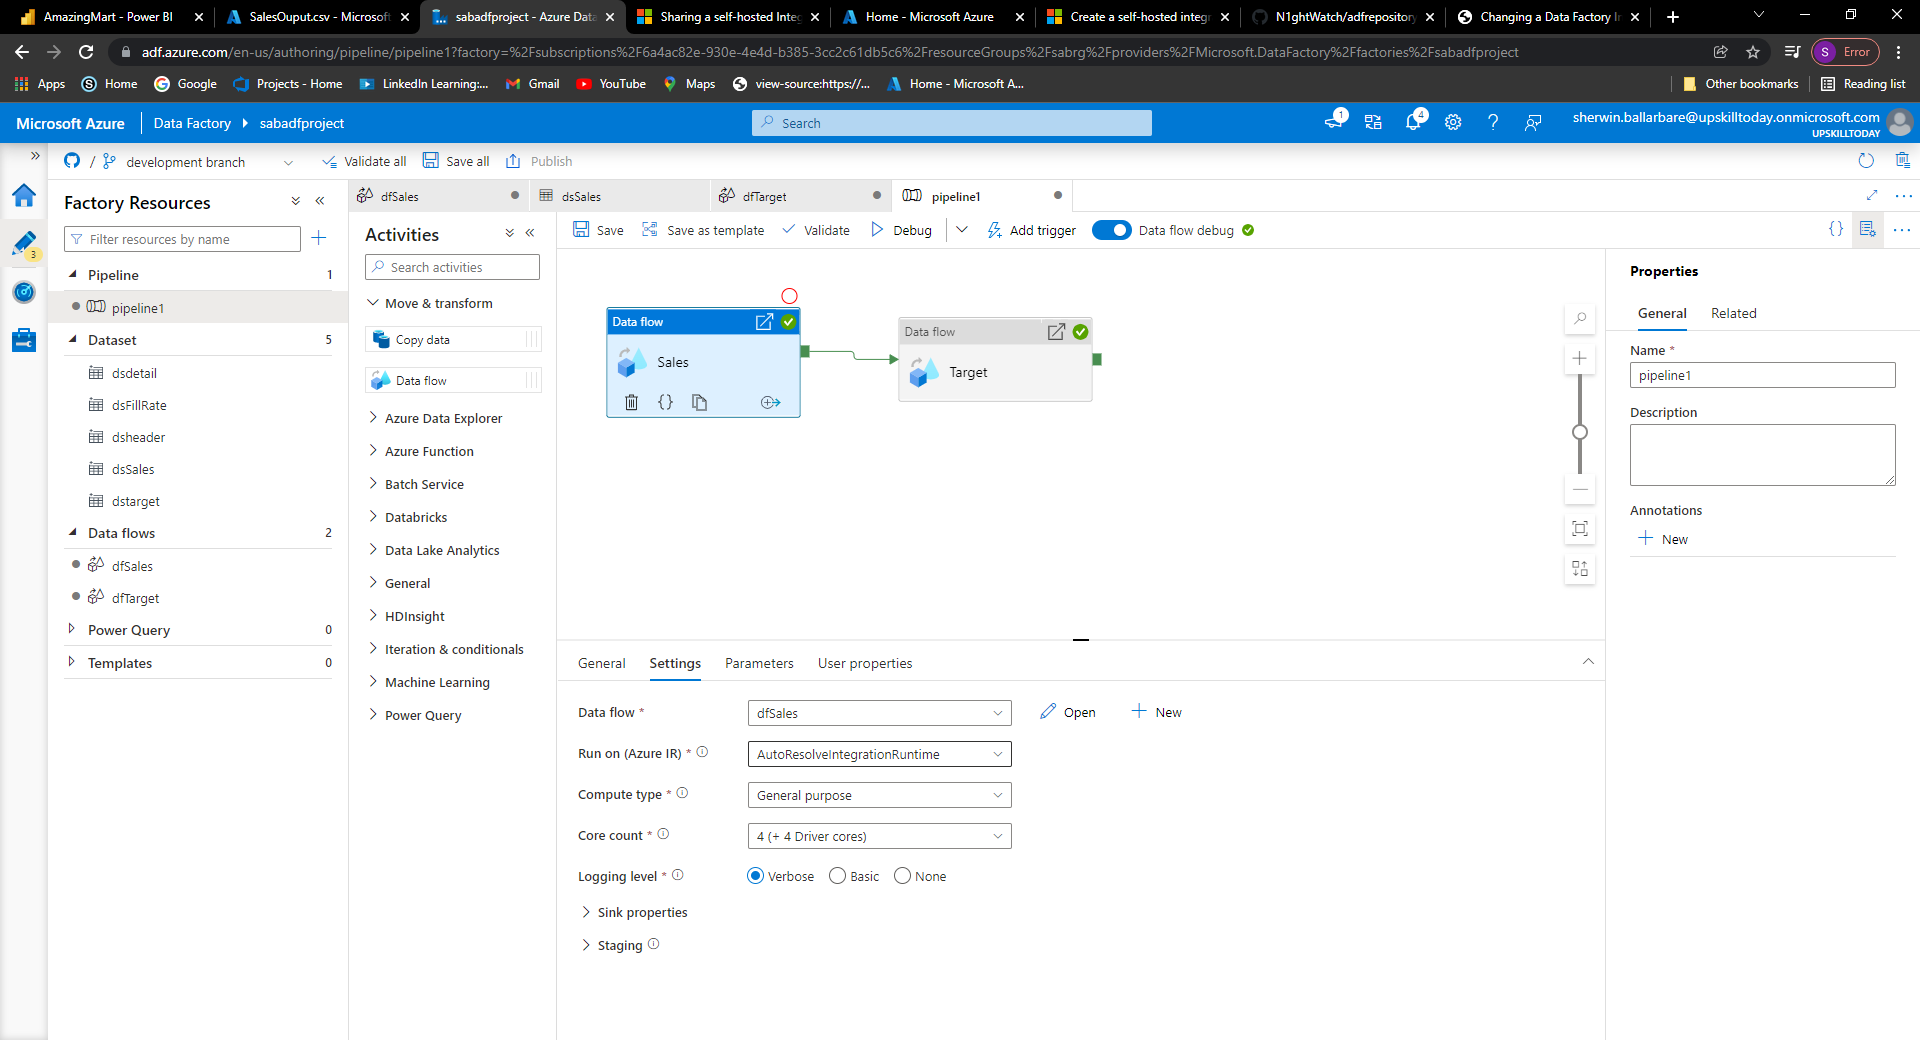 AmazingMart - Power BI
SalesOuput.csv - Microsoft
sabadfproject - Azure Data
Sharing a self-hosted Integ
Home - Microsoft Azure
Create a self-hosted integr
N1ghtWatch/adfrepository
Changing a Data Factory In
adf.azure.com/en-us/authoring/pipeline/pipeline1?factory=%2Fsubscriptions%2F6a4ac82e-930e-4e4d-b385-3cc2c61db5c6%2FresourceGroups%2Fsabrg%2Fproviders%2FMicrosoft.DataFactory%2Ffactories%2Fsabadfproject
S Error
Apps
Home
Google
Projects - Home
LinkedIn Learning:...
Gmail
YouTube
Maps
view-source:https://...
Home - Microsoft A...
Other bookmarks
Reading list
Microsoft Azure
Data Factory
sabadfproject
Search
1
4
sherwin.ballarbare@upskilltoday.onmicrosoft.com
UPSKILLTODAY
/
development branch
Validate all
Save all
Publish
3
Factory Resources
Filter resources by name
Pipeline 1
pipeline1
Dataset 5
dsdetail
dsFillRate
dsheader
dsSales
dstarget
Data flows 2
dfSales
dfTarget
Power Query 0
Templates 0
dfSales
dsSales
dfTarget
pipeline1
Activities
Search activities
Move & transform
Copy data
Data flow
Azure Data Explorer
Azure Function
Batch Service
Databricks
Data Lake Analytics
General
HDInsight
Iteration & conditionals
Machine Learning
Power Query
Save
Save as template
Validate
Debug
Add trigger
Data flow debug
{}
Data flow
Sales
{}
Data flow
Target
General
Settings
Parameters
User properties
Data flow *
dfSales
Open
New
Run on (Azure IR) *
AutoResolveIntegrationRuntime
Compute type *
General purpose
Core count *
4 (+ 4 Driver cores)
Logging level *
Verbose
Basic
None
Sink properties
Staging
Properties
General
Related
Name *
pipeline1
Description
Annotations
New